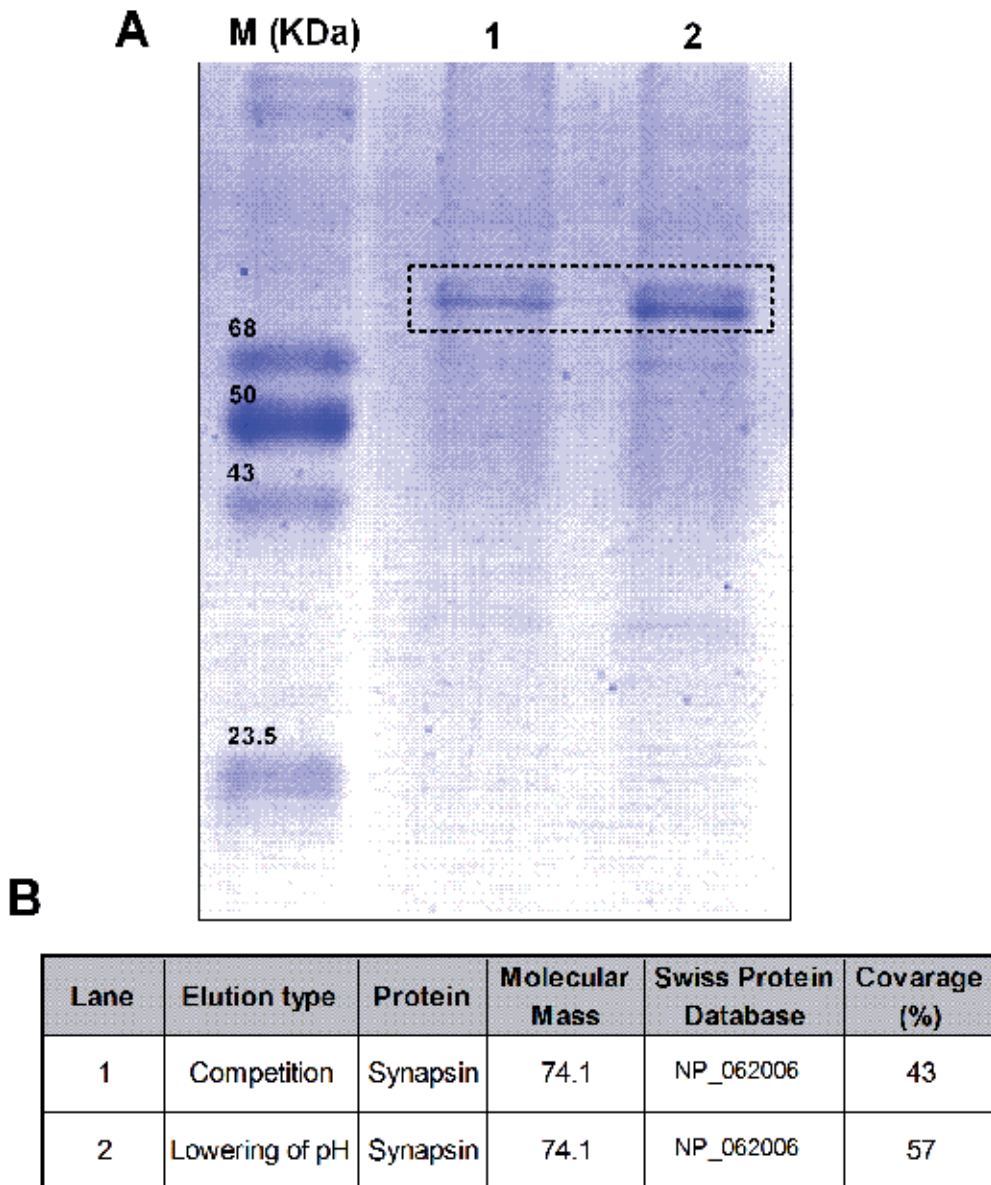 A M (KDa) 1 2
68
50
43
23.5
B
Lane Elution type Protein Molecular Mass Swiss Protein Database Covarage (%)
1 Competition Synapsin 74.1 NP_062006 43
2 Lowering of pH Synapsin 74.1 NP_062006 57